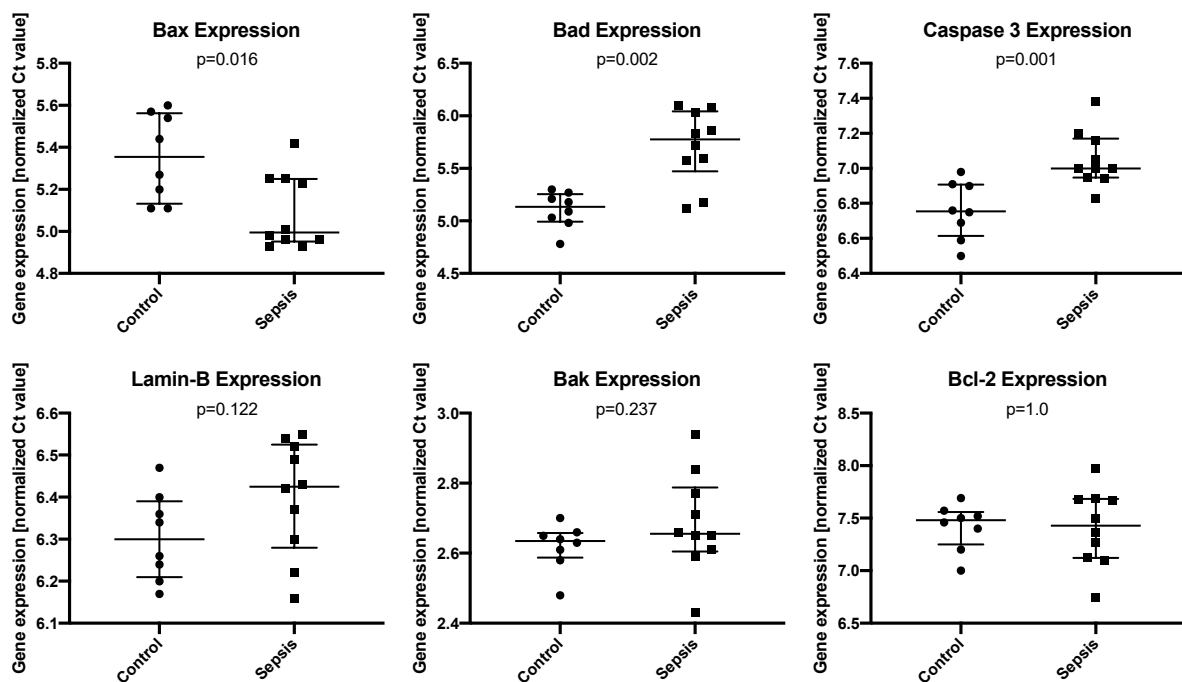 Bax Expression
p=0.016
Gene expression [normalized Ct value]
5.8
5.6
5.4
5.2
5.0
4.8
Control
Sepsis
Bad Expression
p=0.002
Gene expression [normalized Ct value]
6.5
6.0
5.5
5.0
4.5
Control
Sepsis
Caspase 3 Expression
p=0.001
Gene expression [normalized Ct value]
7.6
7.4
7.2
7.0
6.8
6.6
6.4
Control
Sepsis
Lamin-B Expression
p=0.122
Gene expression [normalized Ct value]
6.6
6.5
6.4
6.3
6.2
6.1
Control
Sepsis
Bak Expression
p=0.237
Gene expression [normalized Ct value]
3.0
2.8
2.6
2.4
Control
Sepsis
Bcl-2 Expression
p=1.0
Gene expression [normalized Ct value]
8.5
8.0
7.5
7.0
6.5
Control
Sepsis